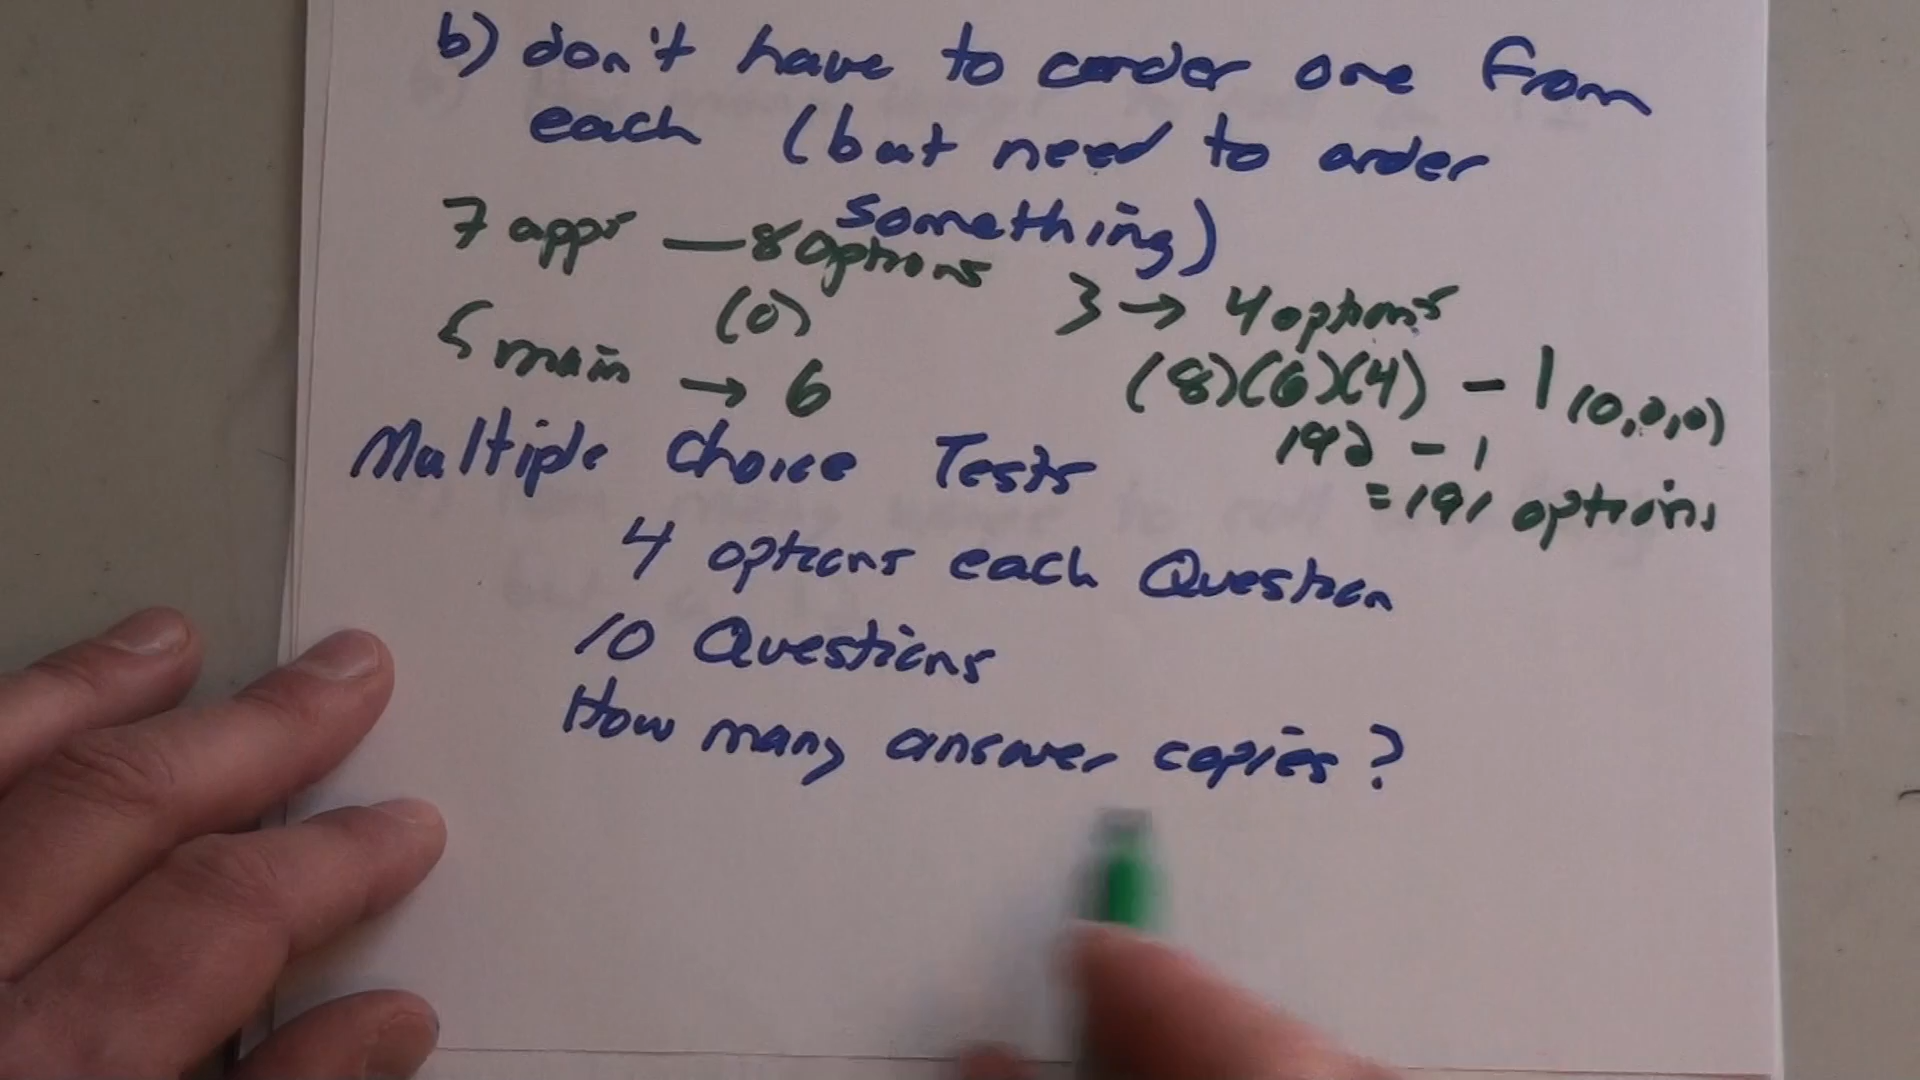 b) don't have to order one from
each (but need to order
something)
7 apps — 8 options
(0)
3 → 4 options
5 main → 6
(8)(6)(4) - 1 (0,0,0)
192 - 1
= 191 options
Multiple Choice Tests
4 options each Question
10 Questions
How many answer copies?